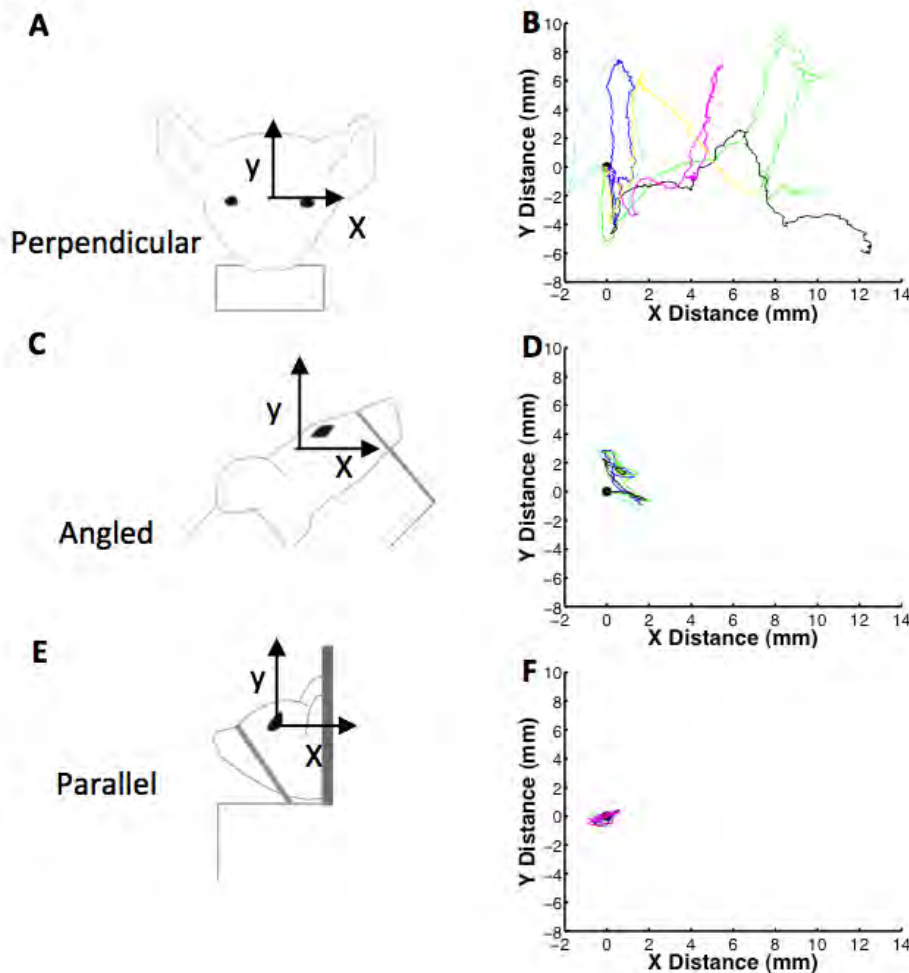 A
y
X
Perpendicular
B
Y Distance (mm)
10
8
6
4
2
0
−2
−4
−6
−8
−2 0 2 4 6 8 10 12 14
X Distance (mm)
C
y
X
Angled
D
Y Distance (mm)
10
8
6
4
2
0
−2
−4
−6
−8
−2 0 2 4 6 8 10 12 14
X Distance (mm)
E
y
X
Parallel
F
Y Distance (mm)
10
8
6
4
2
0
−2
−4
−6
−8
−2 0 2 4 6 8 10 12 14
X Distance (mm)